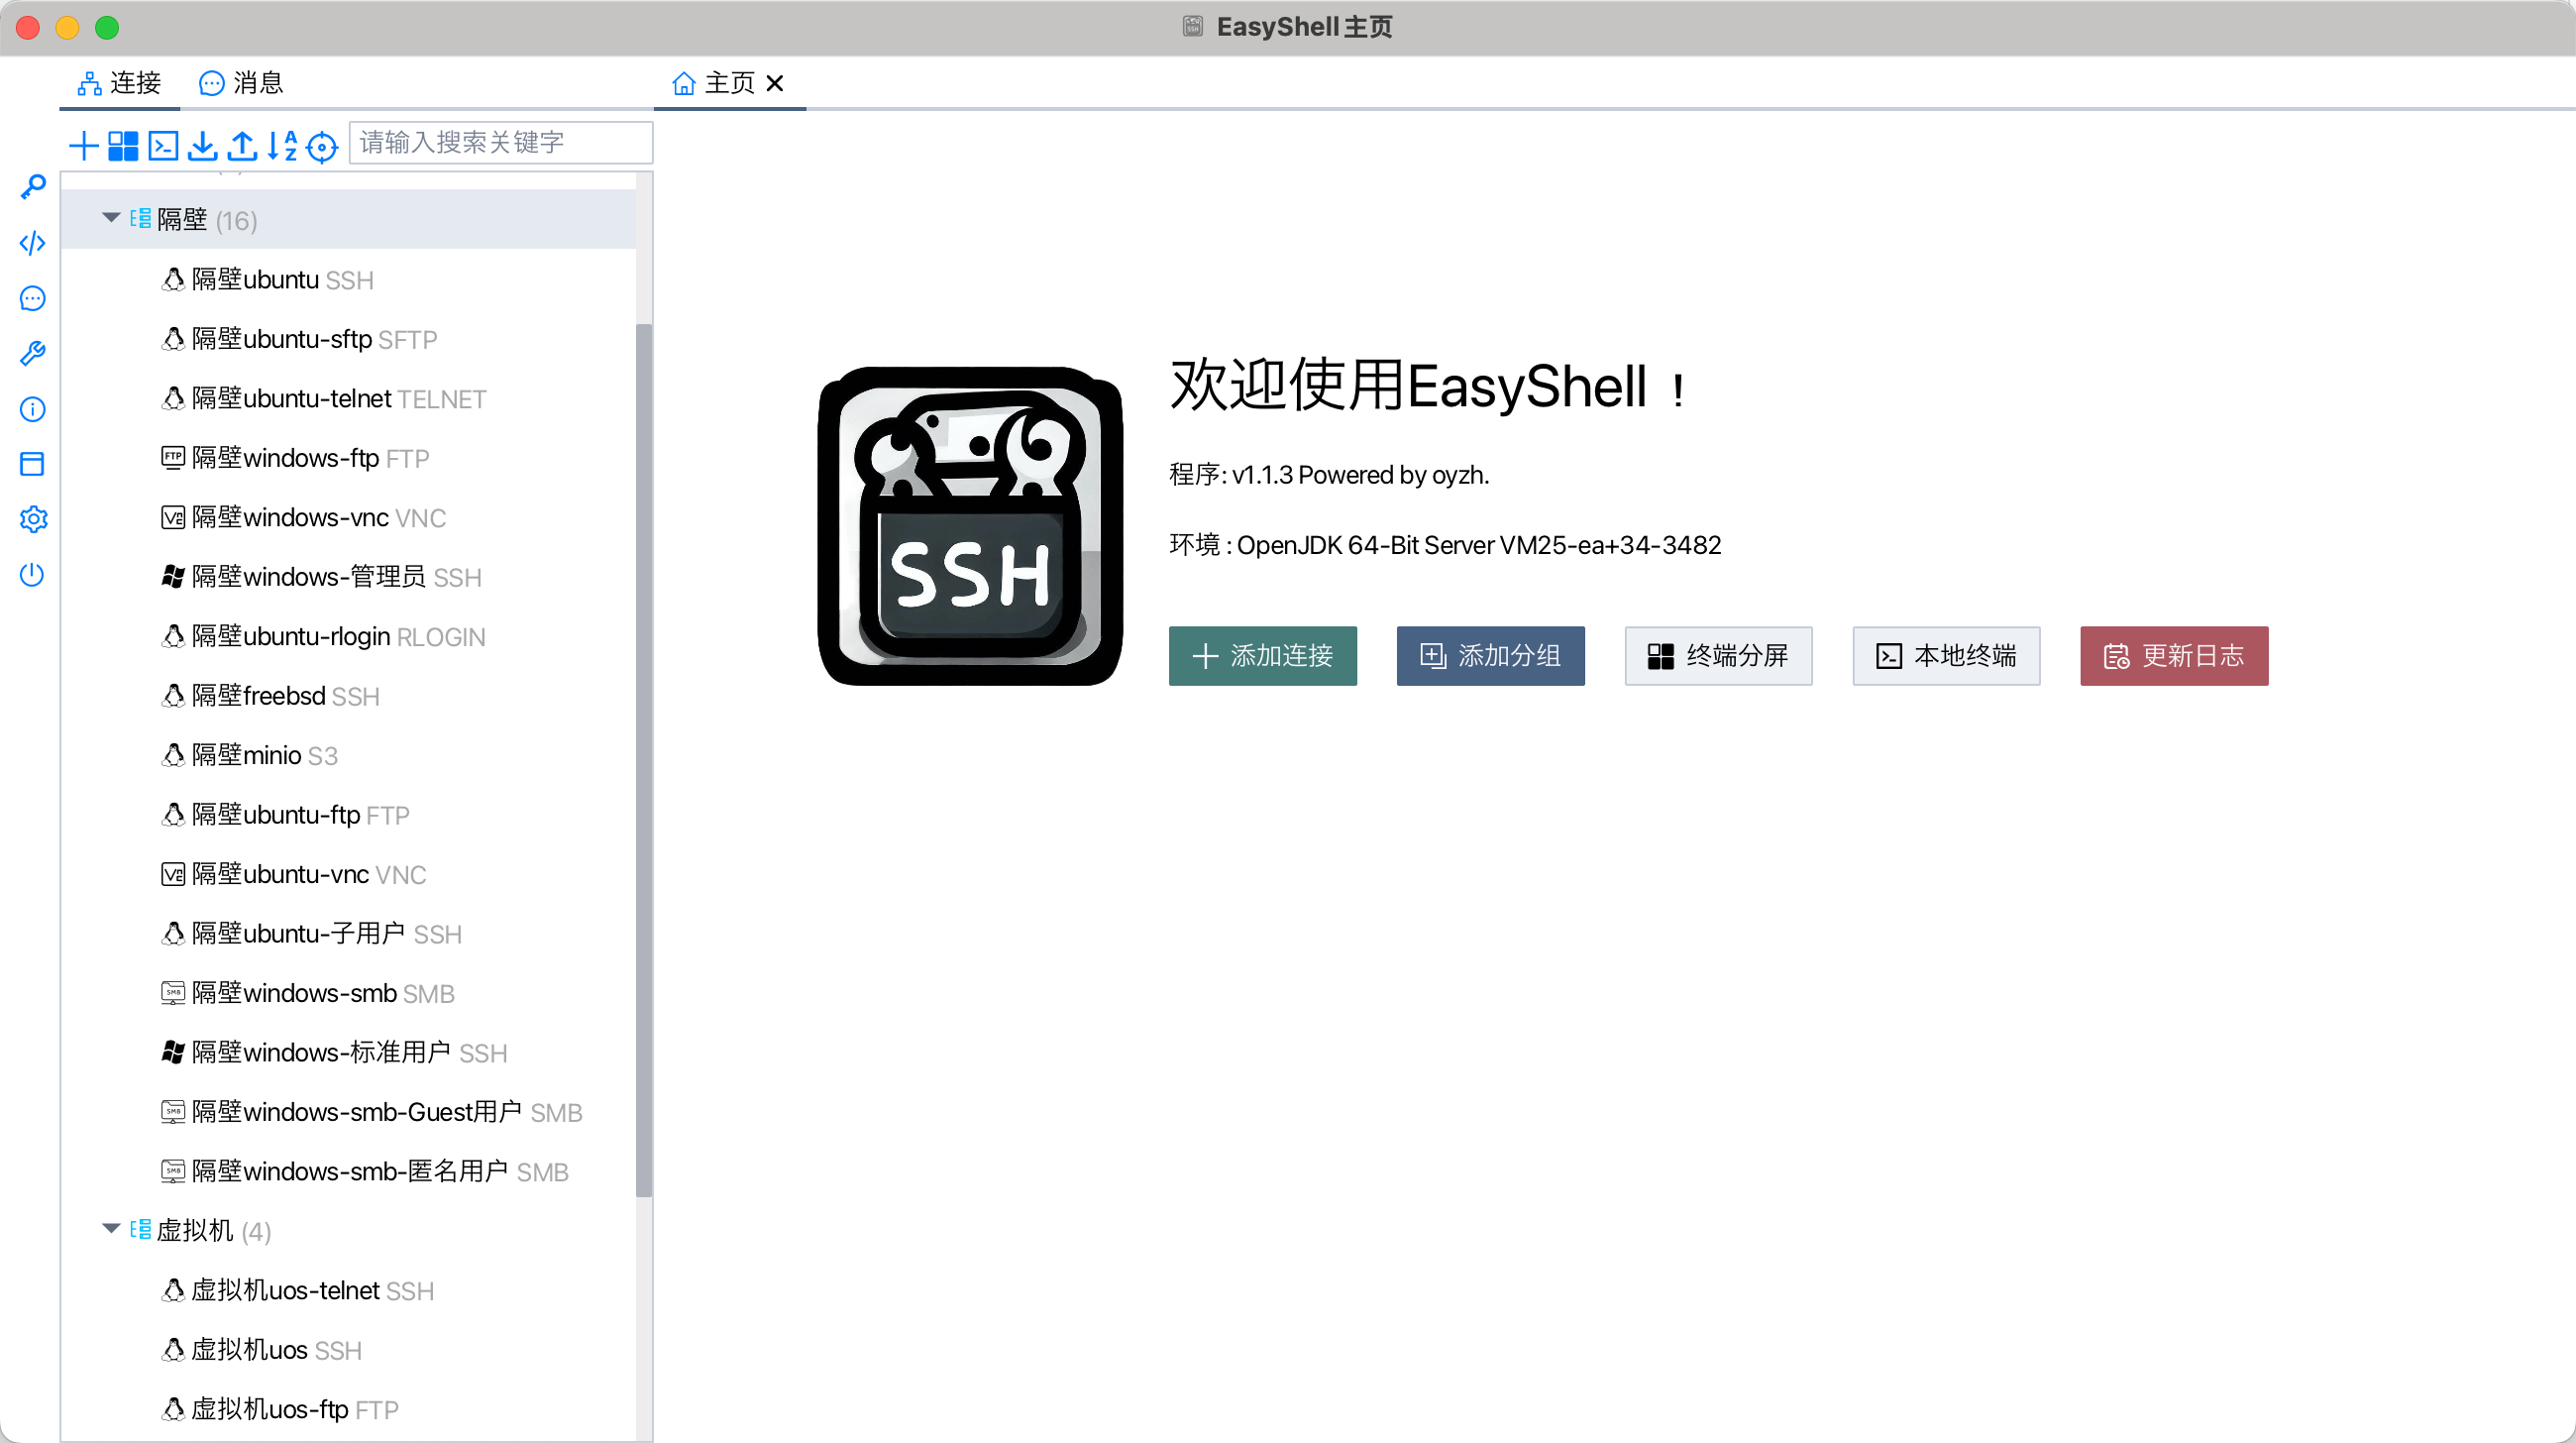 EasyShell主页
连接
消息
主页
请输入搜索关键字
隔壁 (16)
隔壁ubuntu SSH
隔壁ubuntu-sftp SFTP
隔壁ubuntu-telnet TELNET
隔壁windows-ftp FTP
隔壁windows-vnc VNC
隔壁windows-管理员 SSH
隔壁ubuntu-rlogin RLOGIN
隔壁freebsd SSH
隔壁minio S3
隔壁ubuntu-ftp FTP
隔壁ubuntu-vnc VNC
隔壁ubuntu-子用户 SSH
隔壁windows-smb SMB
隔壁windows-标准用户 SSH
隔壁windows-smb-Guest用户 SMB
隔壁windows-smb-匿名用户 SMB
虚拟机 (4)
虚拟机uos-telnet SSH
虚拟机uos SSH
虚拟机uos-ftp FTP
SSH
欢迎使用EasyShell！
程序: v1.1.3 Powered by oyzh.
环境 : OpenJDK 64-Bit Server VM25-ea+34-3482
添加连接
添加分组
终端分屏
本地终端
更新日志